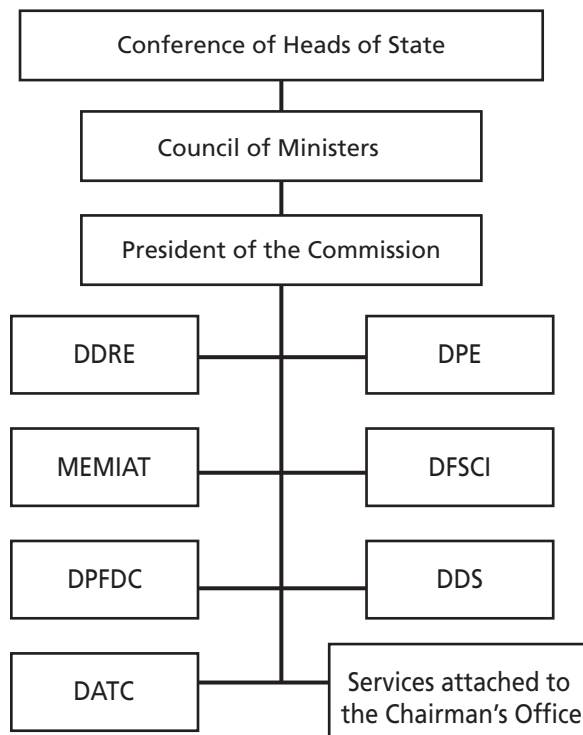 Conference of Heads of State
Council of Ministers
President of the Commission
DDRE
DPE
MEMIAT
DFSCI
DPFDC
DDS
DATC
Services attached to
the Chairman's Office